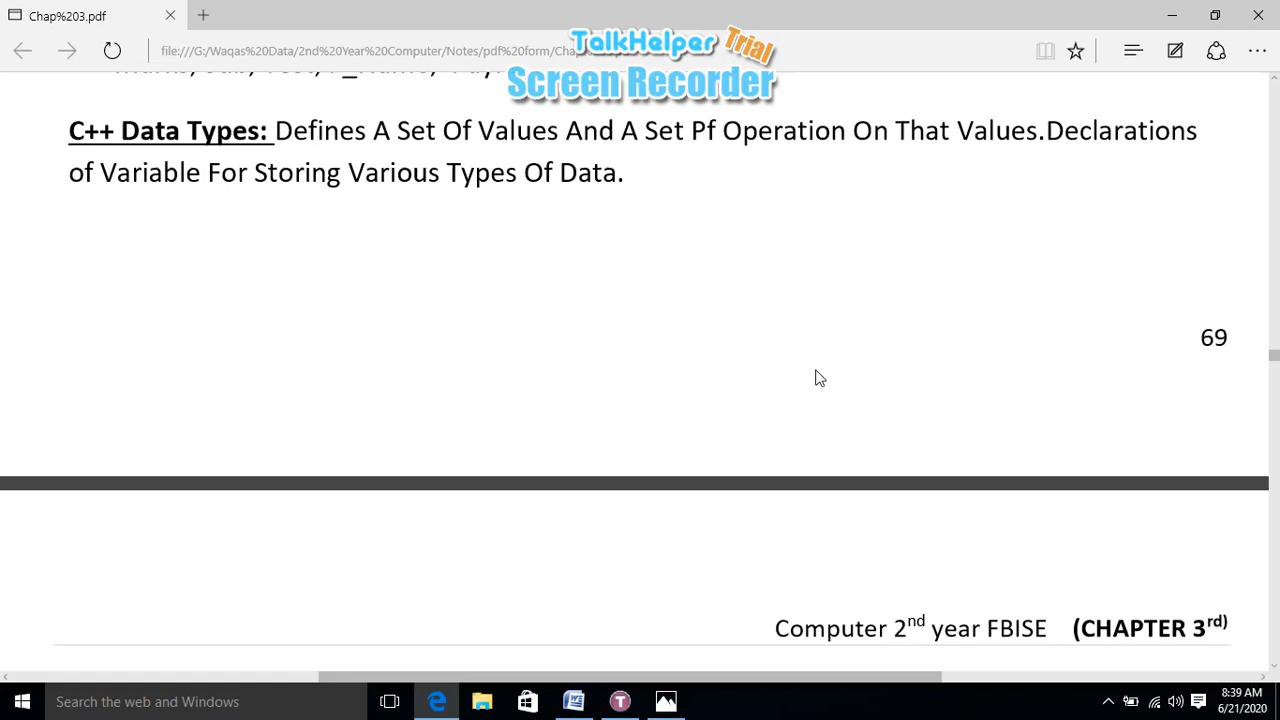 Chap%203.pdf
file:///G:/Waqas%20Data/2nd%20Year%20Computer/Notes/pdf%20form/Cha
TalkHelper Trial
Screen Recorder
C++ Data Types: Defines A Set Of Values And A Set Pf Operation On That Values.Declarations
of Variable For Storing Various Types Of Data.
69
Computer 2nd year FBISE (CHAPTER 3rd)
Search the web and Windows
8:39 AM
6/21/2020